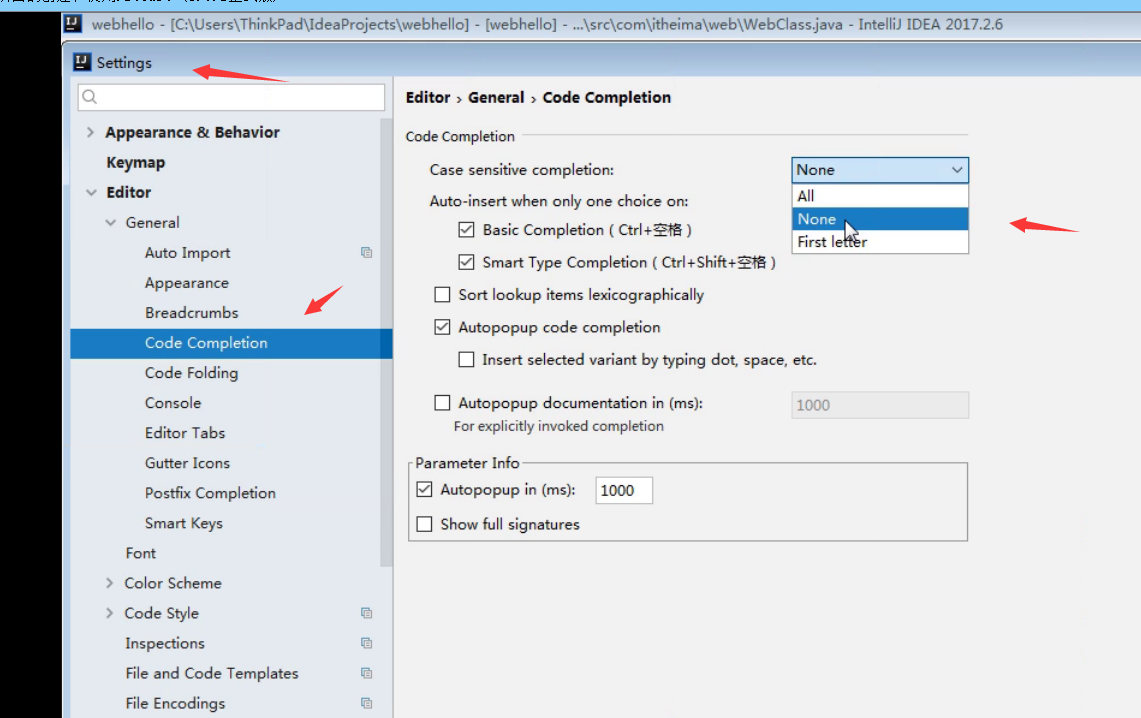 webhello - [C:\Users\ThinkPad\IdeaProjects\webhello] - [webhello] - ...\src\com\itheima\web\WebClass.java - IntelliJ IDEA 2017.2.6
Settings
Appearance & Behavior
Keymap
Editor
General
Auto Import
Appearance
Breadcrumbs
Code Completion
Code Folding
Console
Editor Tabs
Gutter Icons
Postfix Completion
Smart Keys
Font
Color Scheme
Code Style
Inspections
File and Code Templates
File Encodings
Editor › General › Code Completion
Code Completion
Case sensitive completion: None
All
None
First letter
Auto-insert when only one choice on:
Basic Completion ( Ctrl+空格 )
Smart Type Completion ( Ctrl+Shift+空格 )
Sort lookup items lexicographically
Autopopup code completion
Insert selected variant by typing dot, space, etc.
Autopopup documentation in (ms): 1000
For explicitly invoked completion
Parameter Info
Autopopup in (ms): 1000
Show full signatures